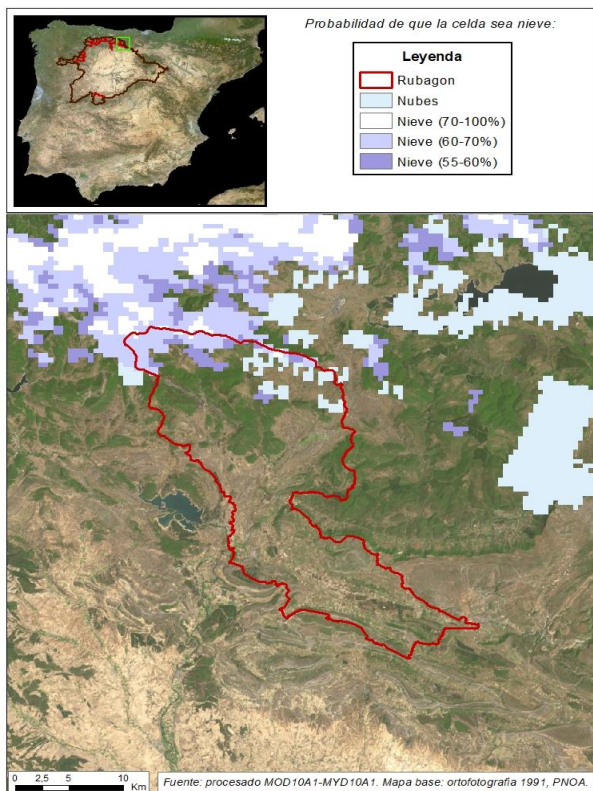 Probabilidad de que la celda sea nieve:
Leyenda
Rubagon
Nubes
Nieve (70-100%)
Nieve (60-70%)
Nieve (55-60%)
0 2,5 5 10
Km
Fuente: procesado MOD10A1-MYD10A1. Mapa base: ortofotografia 1991, PNOA.